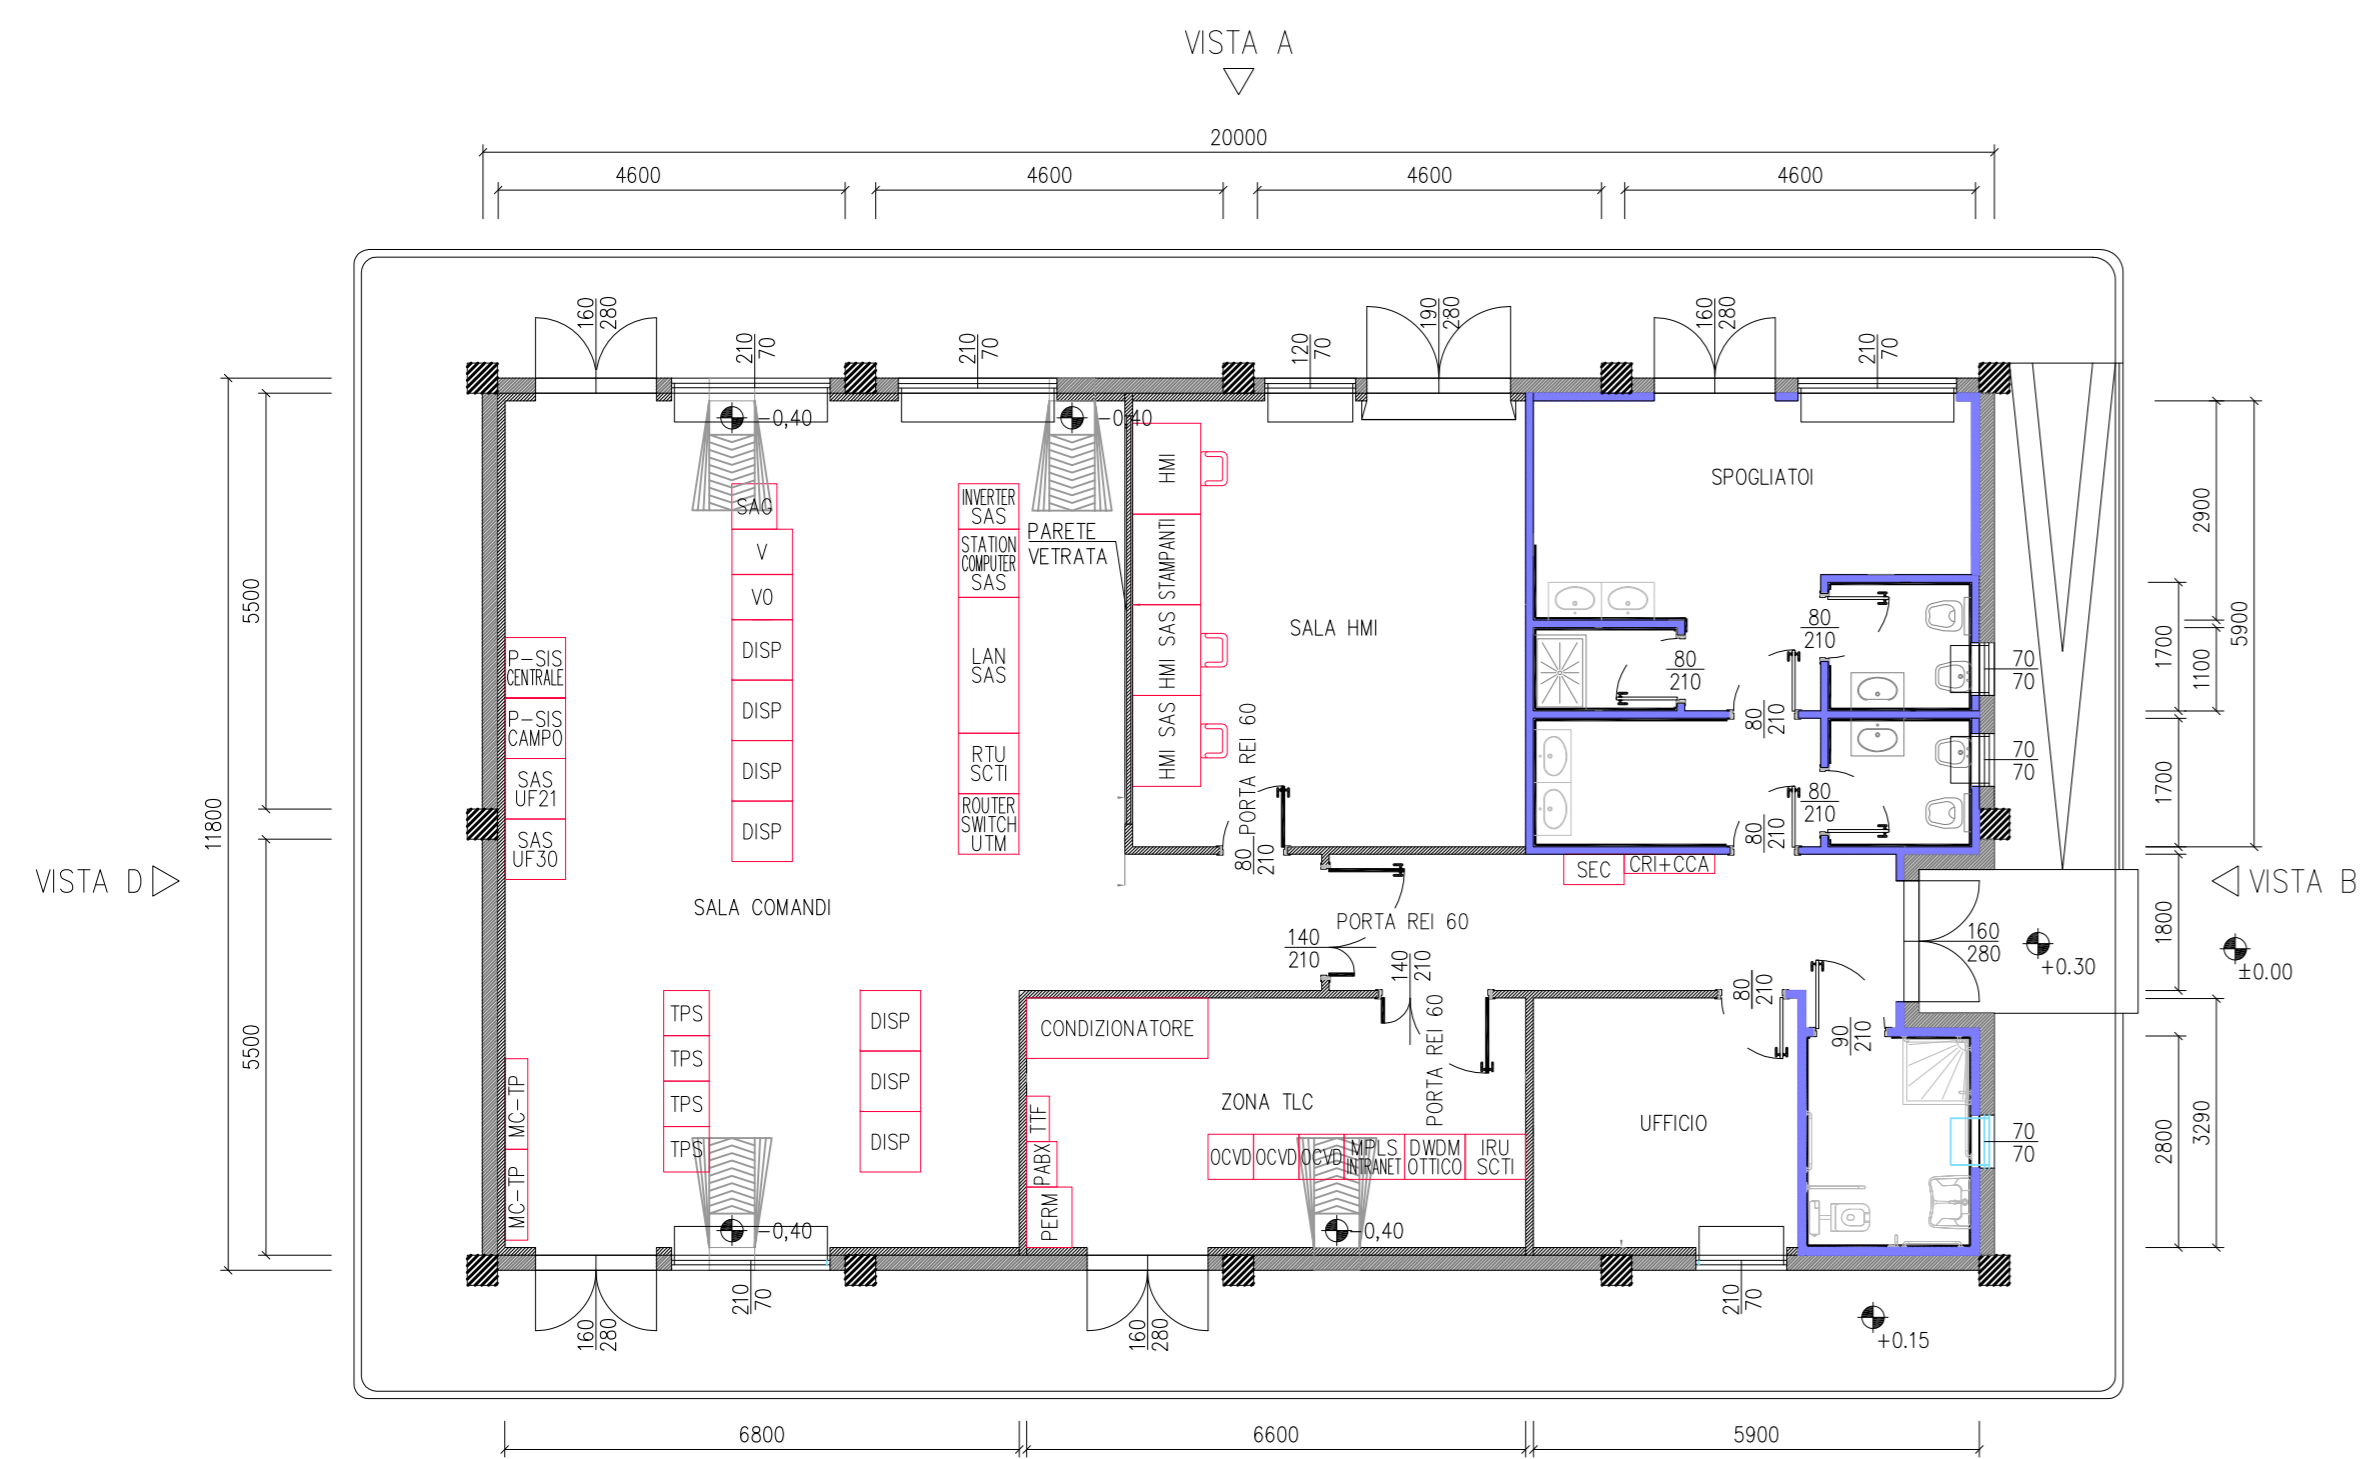 VISTA A
20000
4600
4600
4600
4600
160
280
210
70
210
70
120
70
190
280
160
280
210
70
-0,40
-0,40
SAG
V
VO
DISP
DISP
DISP
DISP
INVERTER
SAS
STATION
COMPUTER
SAS
LAN
SAS
RTU
SCTI
ROUTER
SWITCH
UTM
PARETE
VETRATA
HMI
STAMPANTI
HMI SAS
HMI SAS
SALA HMI
SPOGLIATOI
P-SIS
CENTRALE
P-SIS
CAMPO
SAS
UF21
SAS
UF30
80
210
80
210
80
210
80
210
80
210
70
70
70
70
80
210
PORTA REI 60
SEC
CRI+CCA
5500
11800
5500
2900
5900
1700
1100
1700
1800
2800
3290
VISTA D
VISTA B
SALA COMANDI
PORTA REI 60
140
210
140
210
PORTA REI 60
80
210
90
210
160
280
+0.30
±0.00
TPS
TPS
TPS
TPS
DISP
DISP
DISP
MC-TP
MC-TP
CONDIZIONATORE
ZONA TLC
TTF
PABX
PERM
OCVD
OCVD
OCVD
MPLS
INTRANET
DWDM
OTTICO
IRU
SCTI
UFFICIO
70
70
-0,40
-0,40
160
280
210
70
160
280
210
70
+0.15
6800
6600
5900